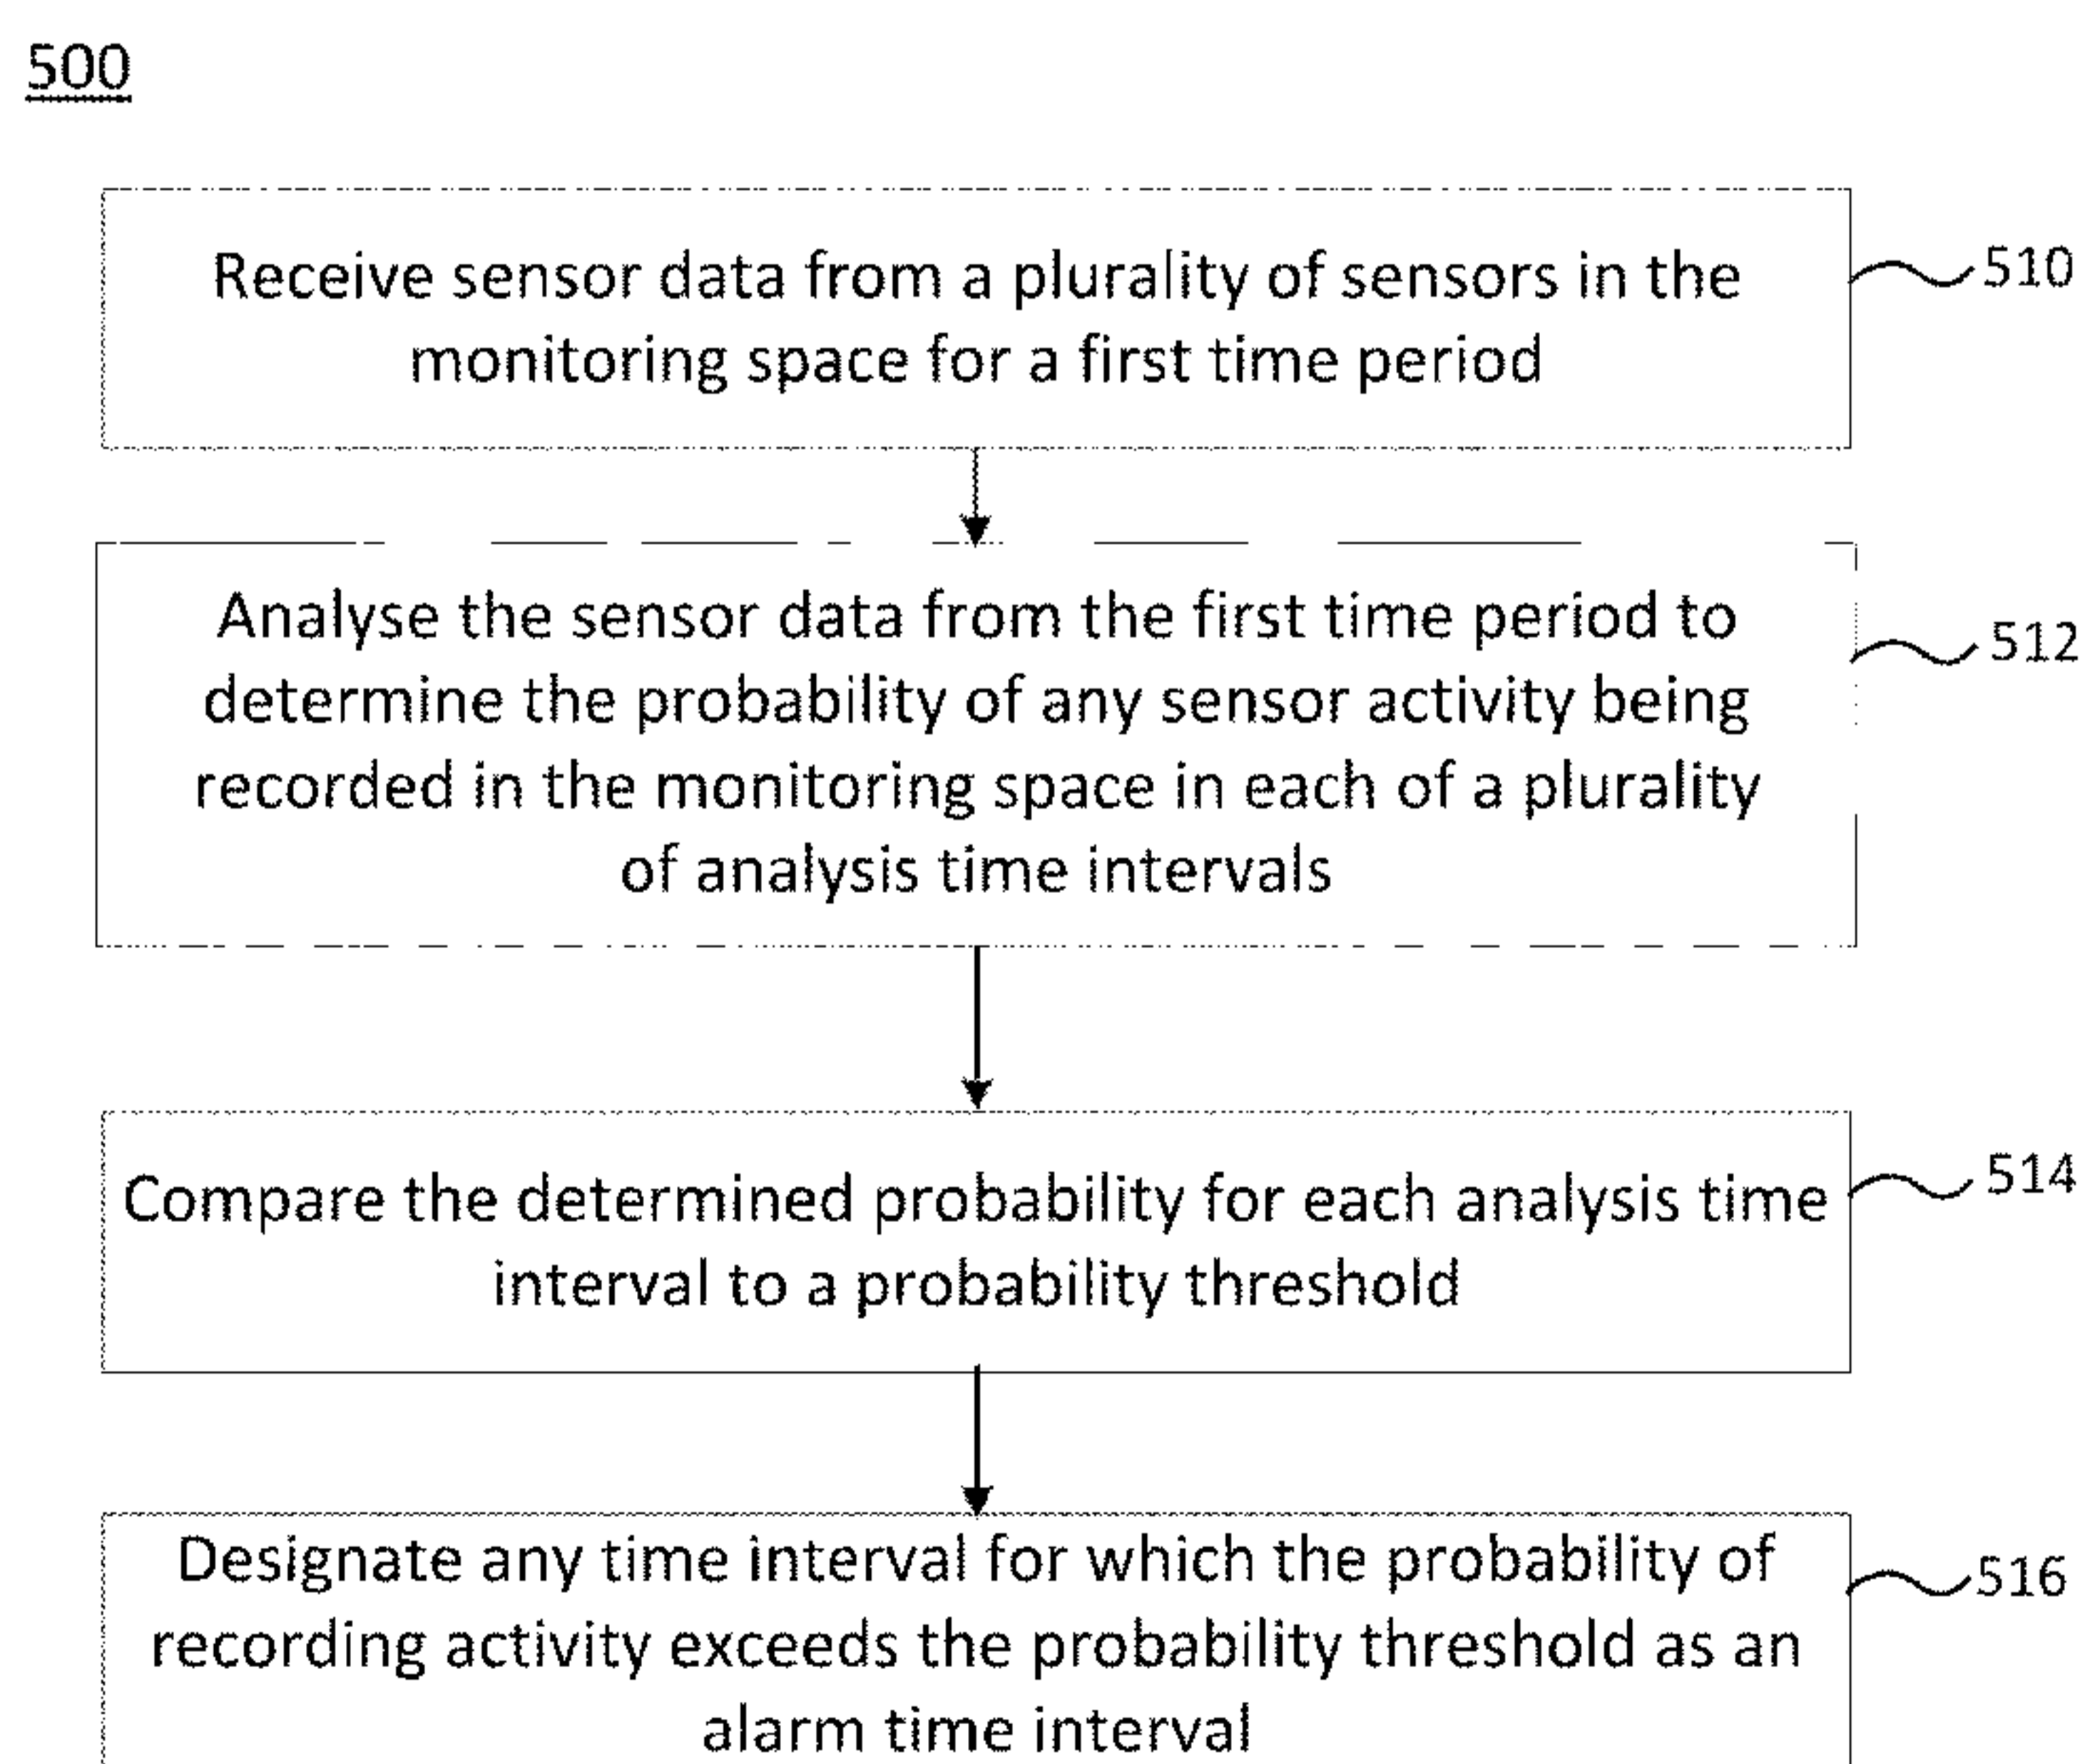 500
Receive sensor data from a plurality of sensors in the
monitoring space for a first time period
510
Analyse the sensor data from the first time period to
determine the probability of any sensor activity being
recorded in the monitoring space in each of a plurality
of analysis time intervals
512
Compare the determined probability for each analysis time
interval to a probability threshold
514
Designate any time interval for which the probability of
recording activity exceeds the probability threshold as an
alarm time interval
516